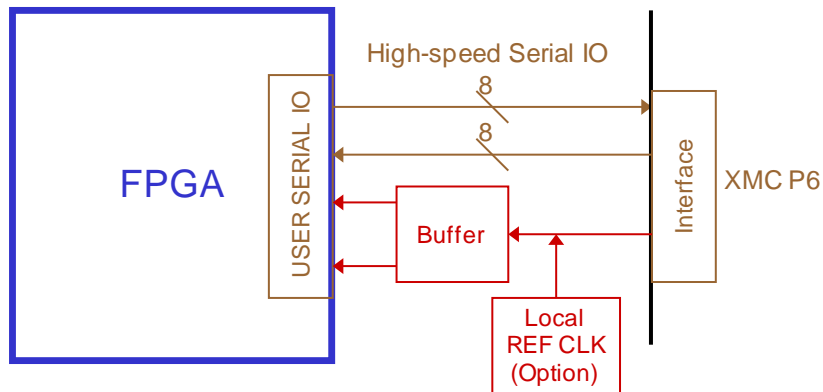 High-speed Serial IO
8
8
FPGA
USER SERIAL IO
Interface
XMC P6
Buffer
Local
REF CLK
(Option)